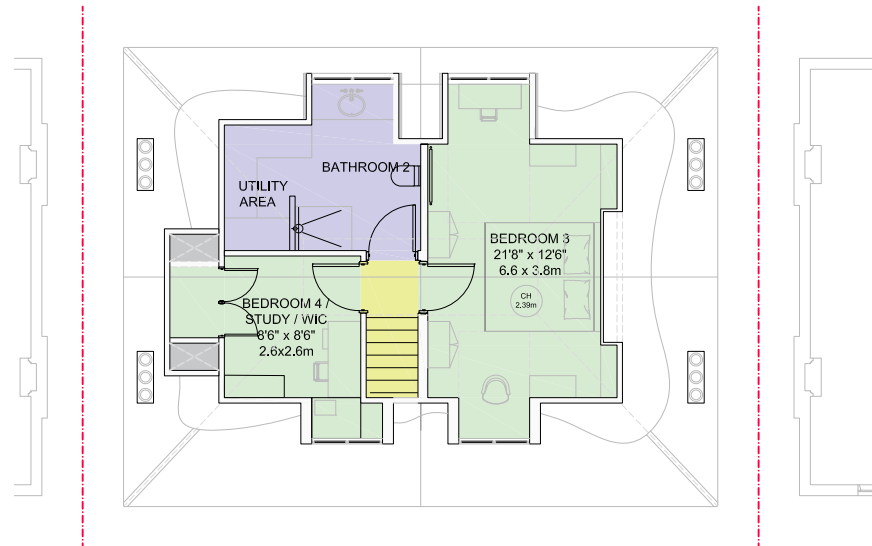 BATHROOM 2
UTILITY
AREA
BEDROOM 3
21'8" x 12'6"
6.6 x 3.8m
CH
2.39m
BEDROOM 4 /
STUDY / WIC
8'6" x 8'6"
2.6x2.6m